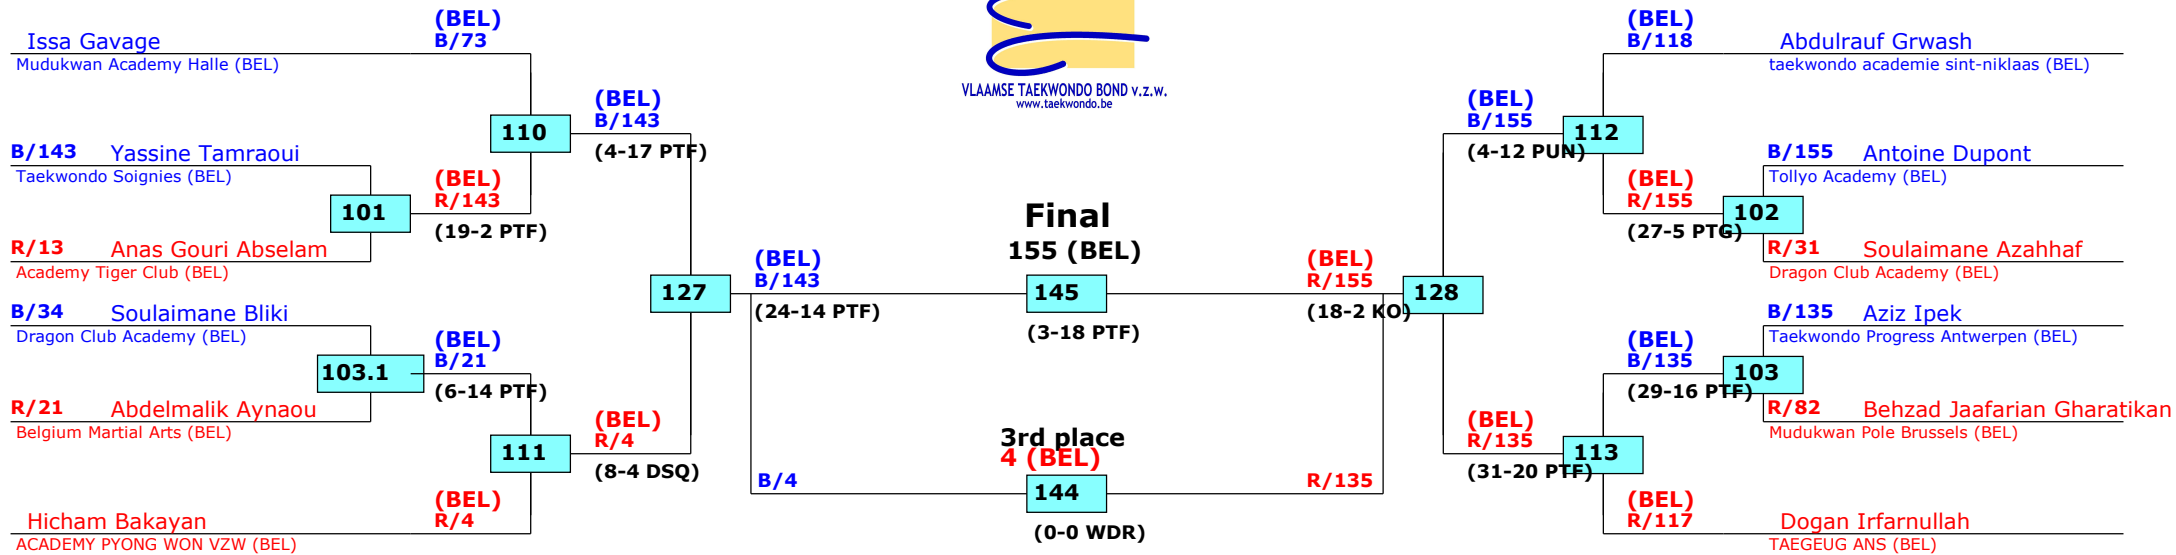 (BEL)
B/73
Issa Gavage
Mudukwan Academy Halle (BEL)
B/143 Yassine Tamraoui
Taekwondo Soignies (BEL)
101
R/13 Anas Gouri Abselam
Academy Tiger Club (BEL)
B/34 Soulaimane Bliki
Dragon Club Academy (BEL)
103.1
R/21 Abdelmalik Aynaou
Belgium Martial Arts (BEL)
Hicham Bakayan
ACADEMY PYONG WON VZW (BEL)
(BEL)
R/4
110
(BEL)
R/143
(19-2 PTF)
(BEL)
B/21
(6-14 PTF)
111
(BEL)
B/143
(4-17 PTF)
127
(BEL)
R/4
(8-4 DSQ)
(BEL)
B/143
(24-14 PTF)
B/4
VLAAMSE TAEKWONDO BOND v.z.w.
www.taekwondo.be
Final
155 (BEL)
145
(3-18 PTF)
3rd place
4 (BEL)
144
(0-0 WDR)
(BEL)
R/155
(18-2 KO)
128
R/135
(BEL)
B/155
(4-12 PUN)
112
(BEL)
R/135
(31-20 PTF)
113
(BEL)
B/118
Abdulrauf Grwash
taekwondo academie sint-niklaas (BEL)
(BEL)
R/155
(27-5 PTG)
102
B/155 Antoine Dupont
Tollyo Academy (BEL)
R/31 Soulaimane Azahhaf
Dragon Club Academy (BEL)
(BEL)
B/135
(29-16 PTF)
103
B/135 Aziz Ipek
Taekwondo Progress Antwerpen (BEL)
R/82 Behzad Jaafarian Gharatikan
Mudukwan Pole Brussels (BEL)
(BEL)
R/117
Dogan Irfarnullah
TAEGEUG ANS (BEL)